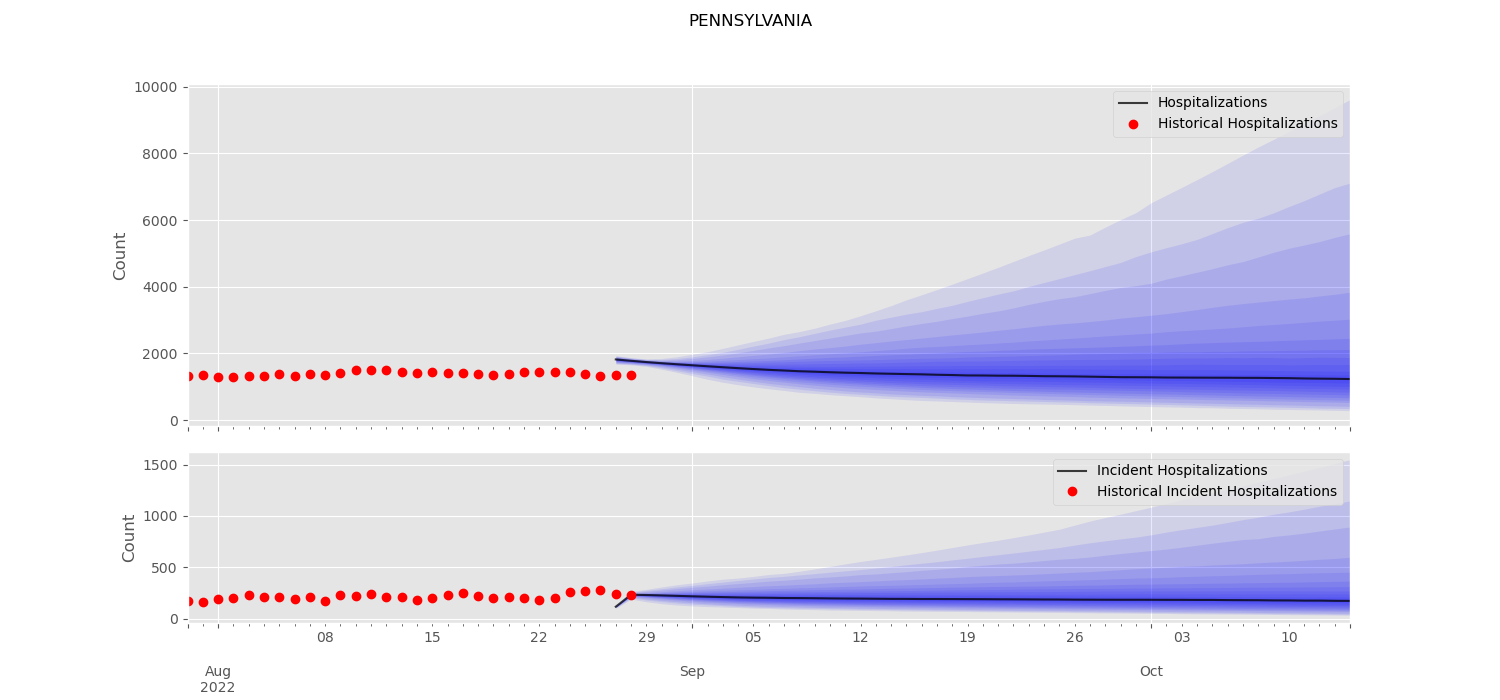 PENNSYLVANIA
10000
8000
6000
4000
2000
0
Count
Hospitalizations
Historical Hospitalizations
1500
1000
500
0
Count
Incident Hospitalizations
Historical Incident Hospitalizations
08 15 22 29 05 12 19 26 03 10
Aug Sep Oct
2022